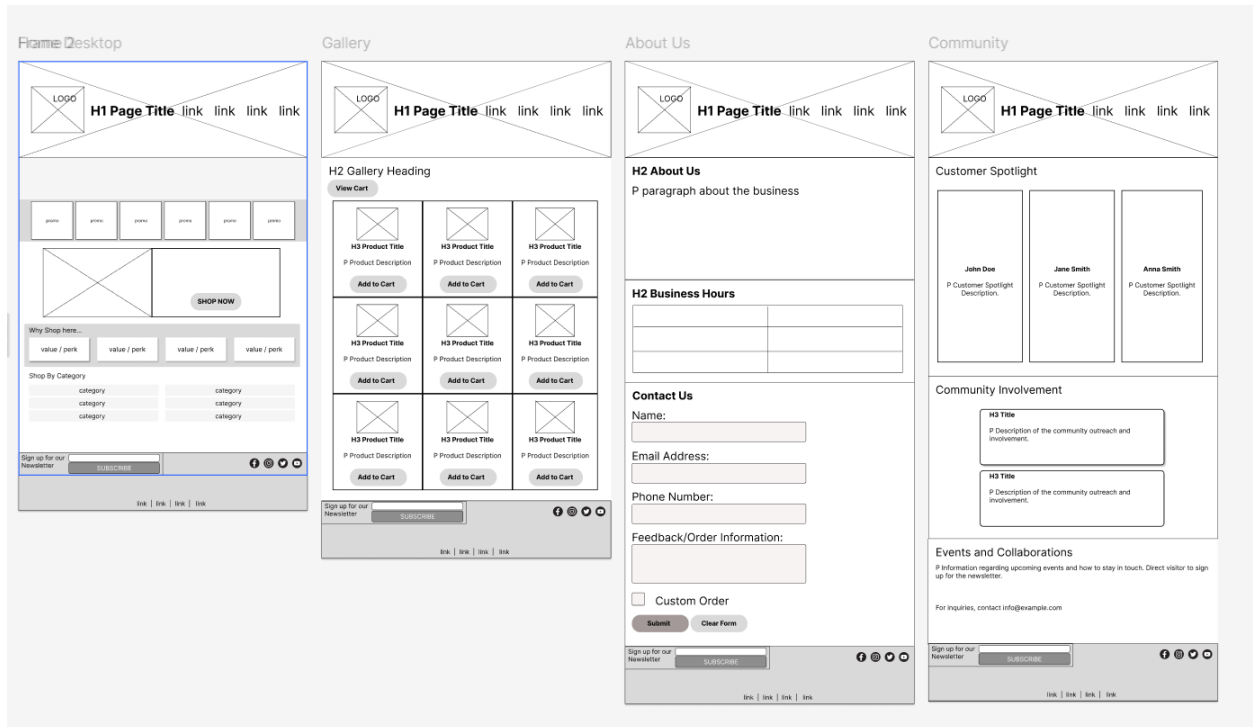 Frame 2
Home Desktop
LOGO
H1 Page Title link link link link
promo promo promo promo promo promo
SHOP NOW
Why Shop here...
value / perk value / perk value / perk value / perk
Shop By Category
category category
category category
category category
Sign up for our
Newsletter
SUBSCRIBE
link | link | link | link
Gallery
LOGO
H1 Page Title link link link link
H2 Gallery Heading
View Cart
H3 Product Title H3 Product Title H3 Product Title
P Product Description P Product Description P Product Description
Add to Cart Add to Cart Add to Cart
H3 Product Title H3 Product Title H3 Product Title
P Product Description P Product Description P Product Description
Add to Cart Add to Cart Add to Cart
H3 Product Title H3 Product Title H3 Product Title
P Product Description P Product Description P Product Description
Add to Cart Add to Cart Add to Cart
Sign up for our
Newsletter
SUBSCRIBE
link | link | link | link
About Us
LOGO
H1 Page Title link link link link
H2 About Us
P paragraph about the business
H2 Business Hours
Contact Us
Name:
Email Address:
Phone Number:
Feedback/Order Information:
Custom Order
Submit Clear Form
Sign up for our
Newsletter
SUBSCRIBE
link | link | link | link
Community
LOGO
H1 Page Title link link link link
Customer Spotlight
John Doe
P Customer Spotlight
Description.
Jane Smith
P Customer Spotlight
Description.
Anna Smith
P Customer Spotlight
Description.
Community Involvement
H3 Title
P Description of the community outreach and
involvement.
H3 Title
P Description of the community outreach and
involvement.
Events and Collaborations
P Information regarding upcoming events and how to stay in touch. Direct visitor to sign
up for the newsletter.
For inquiries, contact info@example.com
Sign up for our
Newsletter
SUBSCRIBE
link | link | link | link